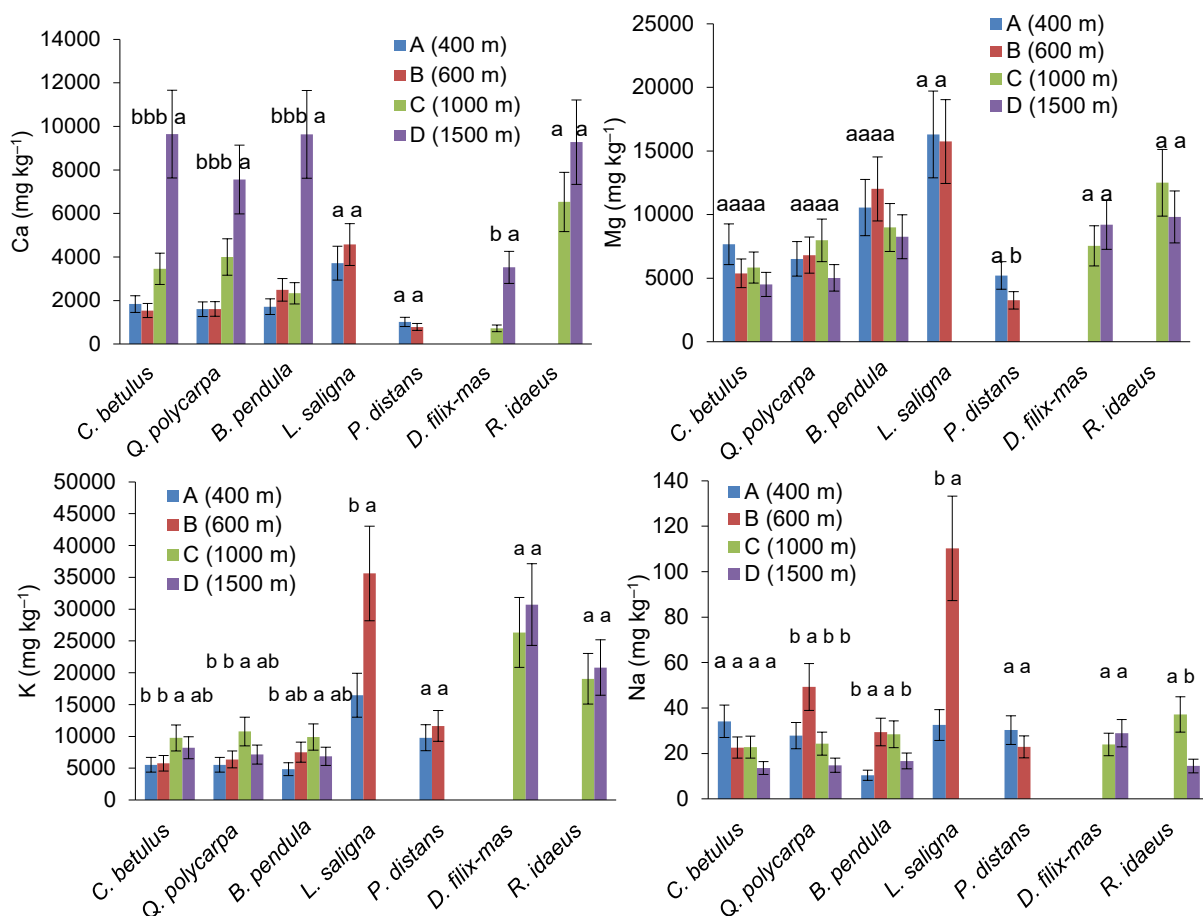 Ca (mg kg⁻¹)
14000
12000
10000
8000
6000
4000
2000
0
A (400 m)
B (600 m)
C (1000 m)
D (1500 m)
bbb a
bbb a
bbb a
a a
a a
b a
a a
C. betulus
Q. polycarpa
B. pendula
L. saligna
P. distans
D. filix-mas
R. idaeus
Mg (mg kg⁻¹)
25000
20000
15000
10000
5000
0
A (400 m)
B (600 m)
C (1000 m)
D (1500 m)
aaaa
aaaa
aaaa
a a
a b
a a
a a
C. betulus
Q. polycarpa
B. pendula
L. saligna
P. distans
D. filix-mas
R. idaeus
K (mg kg⁻¹)
50000
45000
40000
35000
30000
25000
20000
15000
10000
5000
0
A (400 m)
B (600 m)
C (1000 m)
D (1500 m)
b b a ab
b b a ab
b ab a ab
b a
a a
a a
a a
C. betulus
Q. polycarpa
B. pendula
L. saligna
P. distans
D. filix-mas
R. idaeus
Na (mg kg⁻¹)
140
120
100
80
60
40
20
0
A (400 m)
B (600 m)
C (1000 m)
D (1500 m)
a a a a
b a b b
b a a b
b a
a a
a a
a b
C. betulus
Q. polycarpa
B. pendula
L. saligna
P. distans
D. filix-mas
R. idaeus